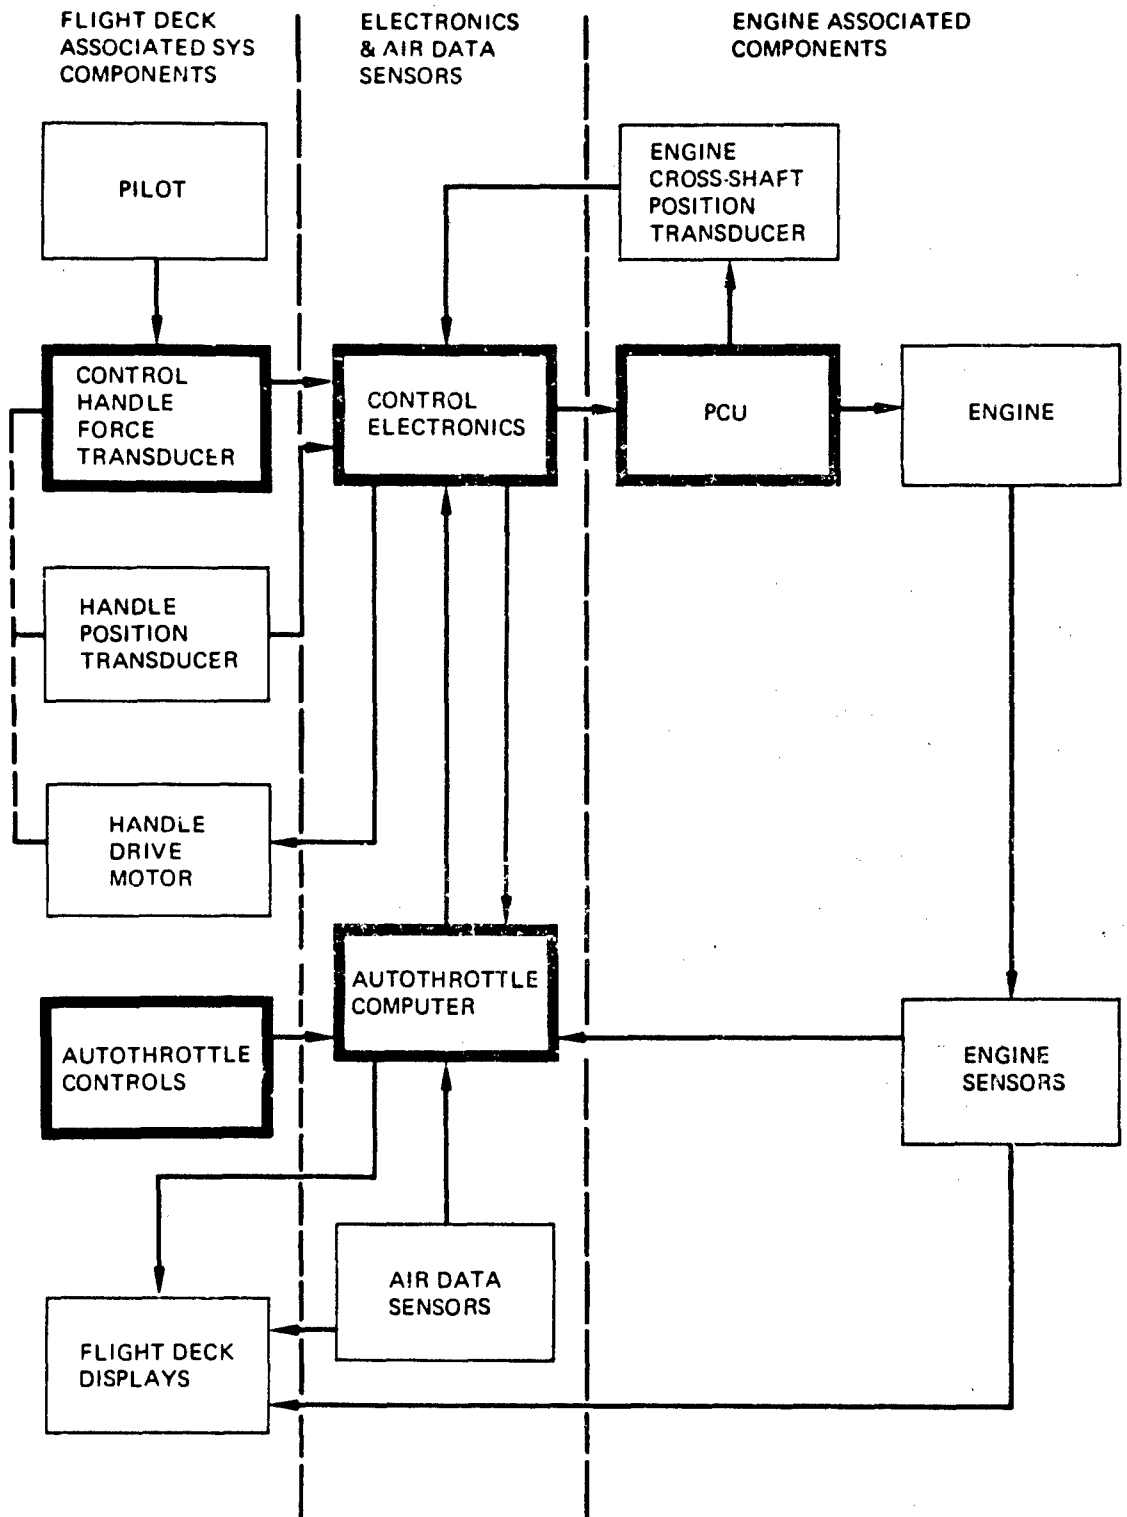 FLIGHT DECK
ASSOCIATED SYS
COMPONENTS
ELECTRONICS
& AIR DATA
SENSORS
ENGINE ASSOCIATED
COMPONENTS
PILOT
ENGINE
CROSS-SHAFT
POSITION
TRANSDUCER
CONTROL
HANDLE
FORCE
TRANSDUCER
CONTROL
ELECTRONICS
PCU
ENGINE
HANDLE
POSITION
TRANSDUCER
HANDLE
DRIVE
MOTOR
AUTOTHROTTLE
COMPUTER
AUTOTHROTTLE
CONTROLS
ENGINE
SENSORS
AIR DATA
SENSORS
FLIGHT DECK
DISPLAYS